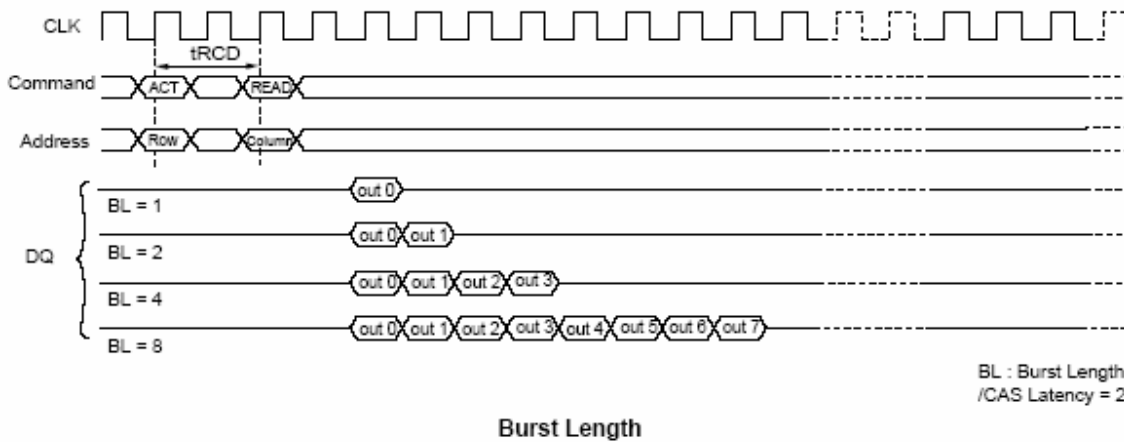 CLK
tRCD
Command ACT READ
Address Row Column
out 0
BL = 1
out 0 out 1
BL = 2
DQ
out 0 out 1 out 2 out 3
BL = 4
out 0 out 1 out 2 out 3 out 4 out 5 out 6 out 7
BL = 8
BL : Burst Length
/CAS Latency = 2
Burst Length